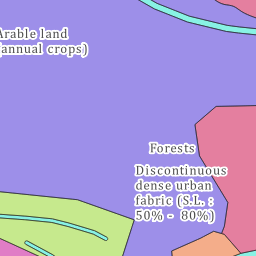 Arable land
(annual crops)
Forests
Discontinuous
dense urban
fabric (S.L. :
50% - 80%)